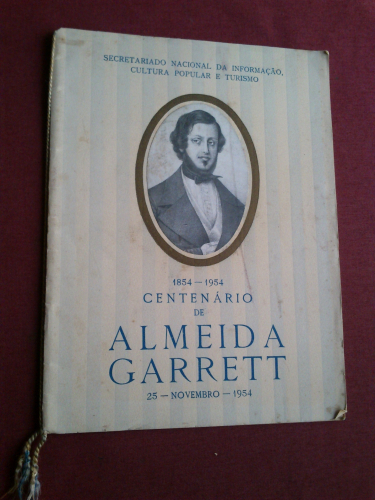 SECRETARIADO NACIONAL DA INFORMAÇÃO,
CULTURA POPULAR E TURISMO
1854 — 1954
CENTENÁRIO
DE
ALMEIDA
GARRETT
25 — NOVEMBRO — 1954